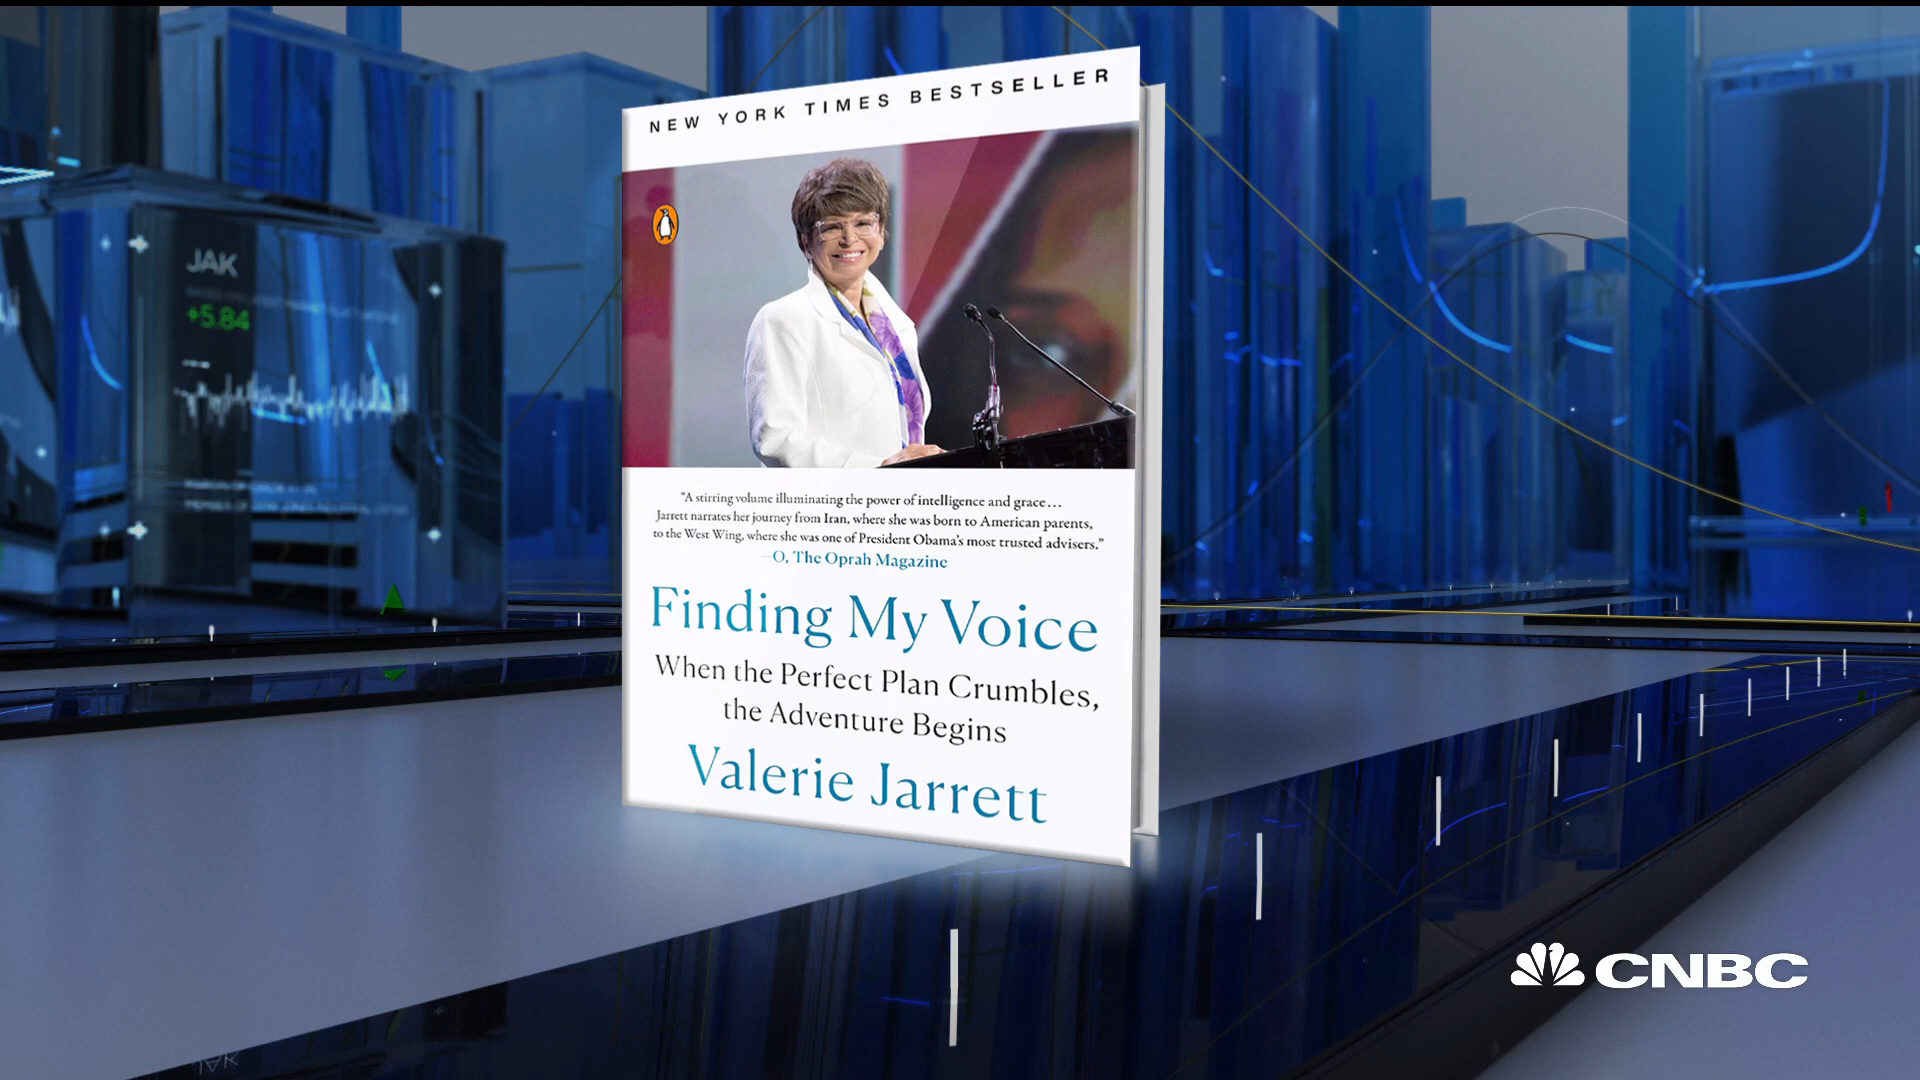 NEW YORK TIMES BESTSELLER
"A stirring volume illuminating the power of intelligence and grace…
Jarrett narrates her journey from Iran, where she was born to American parents,
to the West Wing, where she was one of President Obama's most trusted advisers."
—O, The Oprah Magazine
Finding My Voice
When the Perfect Plan Crumbles,
the Adventure Begins
Valerie Jarrett
JAK
+5.84
CNBC